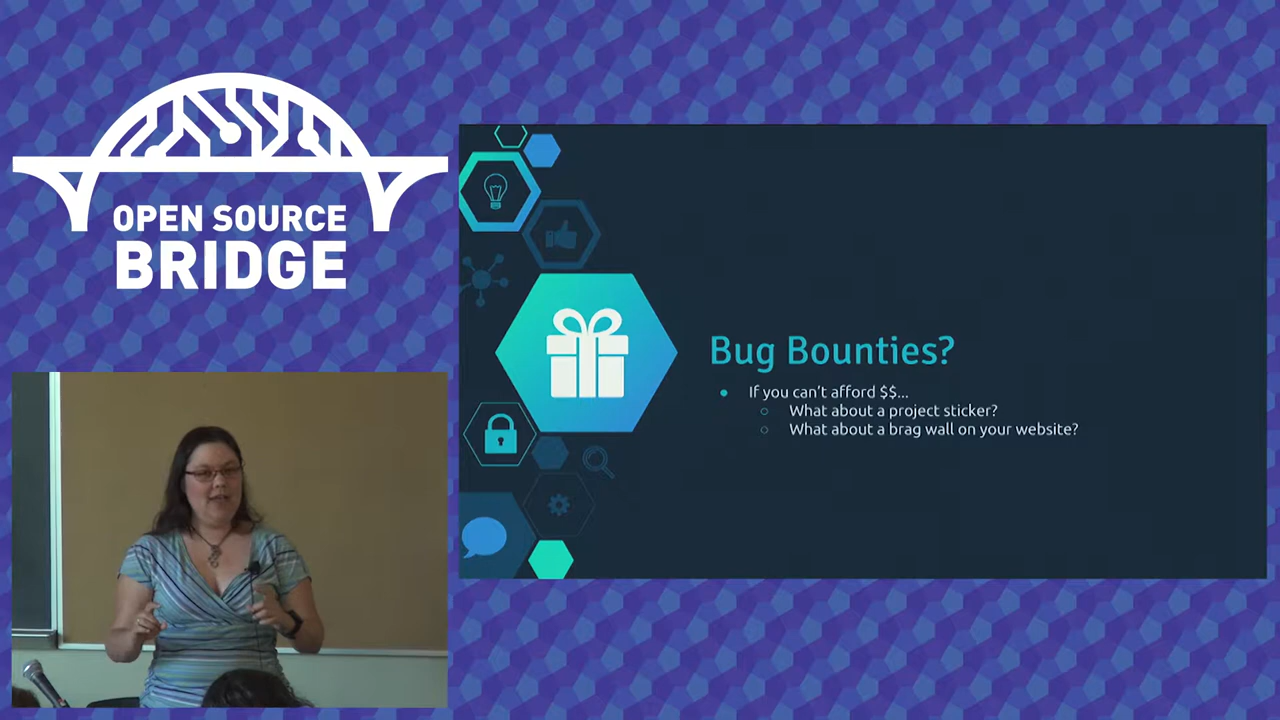 OPEN SOURCE
BRIDGE
Bug Bounties?
If you can't afford $$...
What about a project sticker?
What about a brag wall on your website?